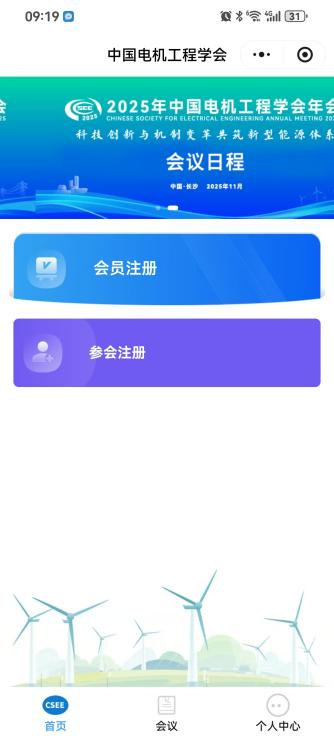 09:19
31
中国电机工程学会
会
2025年中国电机工程学会年会
CHINESE SOCIETY FOR ELECTRICAL ENGINEERING ANNUAL MEETING 202
CSEE
2025
科技创新与机制变革共筑新型能源体系
会议日程
中国·长沙 2025年11月
会员注册
参会注册
CSEE
首页
会议
个人中心